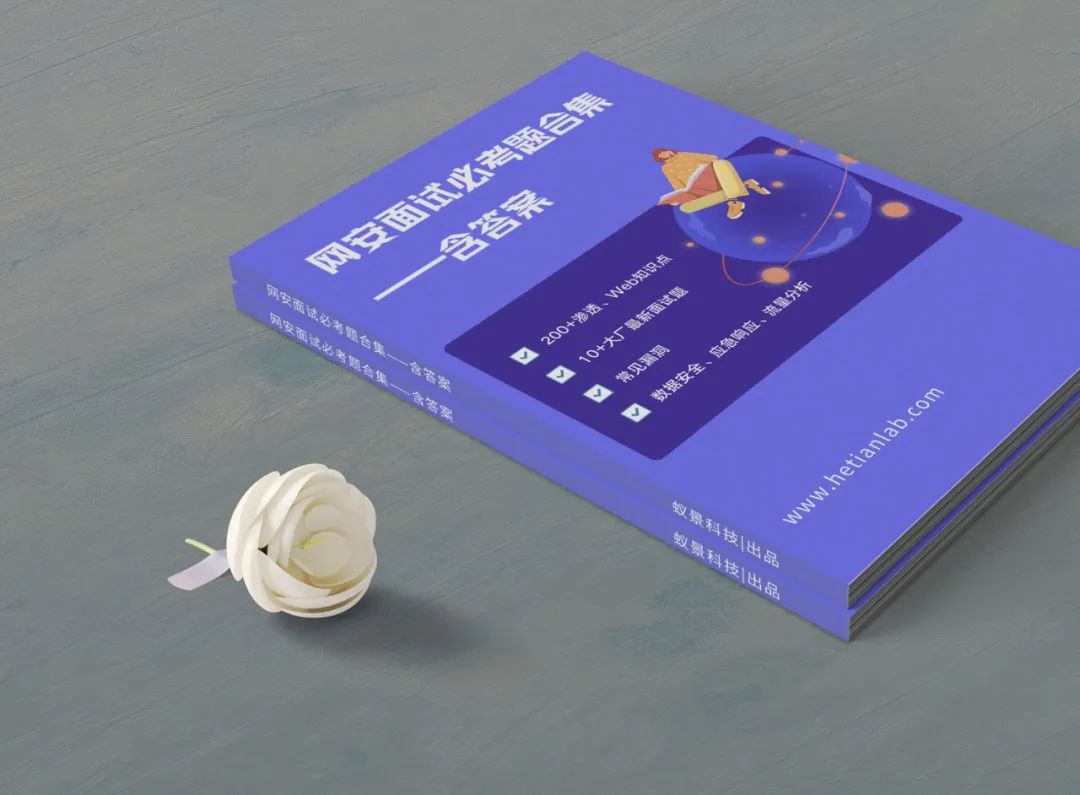 网安面试必考题合集
——含答案
200+渗透、Web知识点
10+大厂最新面试题
常见漏洞
数据安全、应急响应、流量分析
www.hetianlab.com
网安面试必考题合集——含答案
蚁景科技|出品
网安面试必考题合集——含答案
蚁景科技|出品